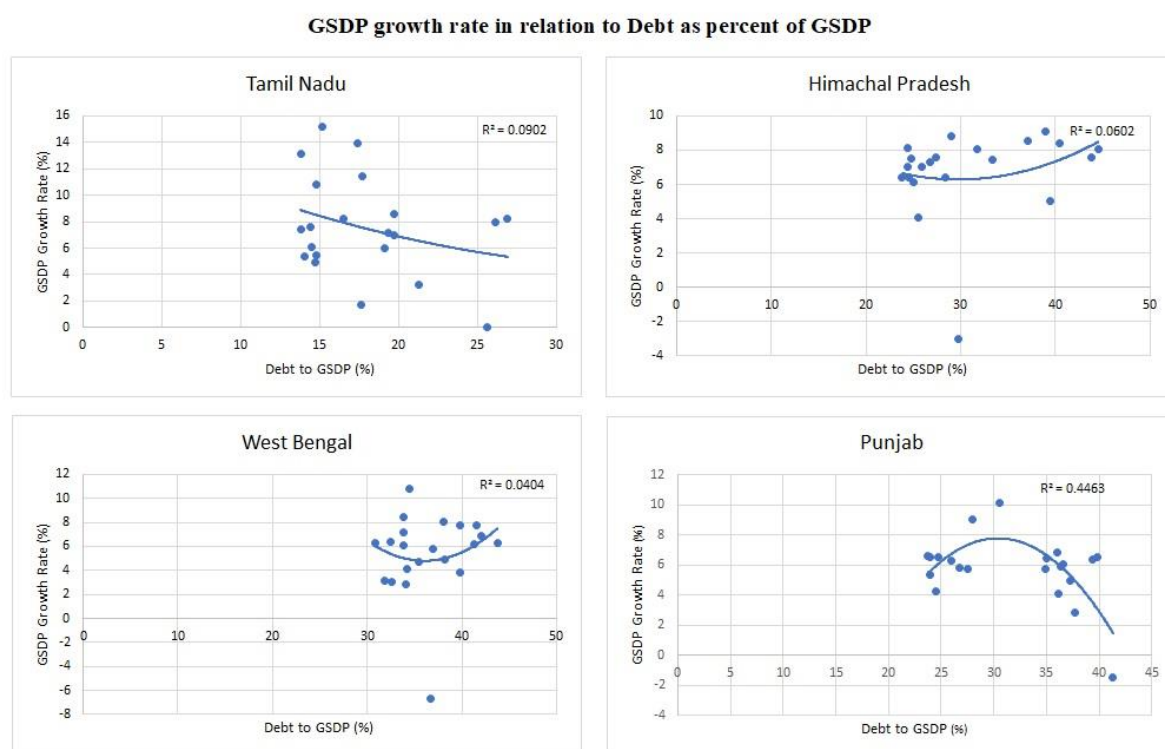 GSDP growth rate in relation to Debt as percent of GSDP
Tamil Nadu
R² = 0.0902
GSDP Growth Rate (%)
16
14
12
10
8
6
4
2
0
0 5 10 15 20 25 30
Debt to GSDP (%)
Himachal Pradesh
R² = 0.0602
GSDP Growth Rate (%)
10
8
6
4
2
0
-2
-4
0 10 20 30 40 50
Debt to GSDP (%)
West Bengal
R² = 0.0404
GSDP Growth Rate (%)
12
10
8
6
4
2
0
-2
-4
-6
-8
0 10 20 30 40 50
Debt to GSDP (%)
Punjab
R² = 0.4463
GSDP Growth Rate (%)
12
10
8
6
4
2
0
-2
-4
0 5 10 15 20 25 30 35 40 45
Debt to GSDP (%)